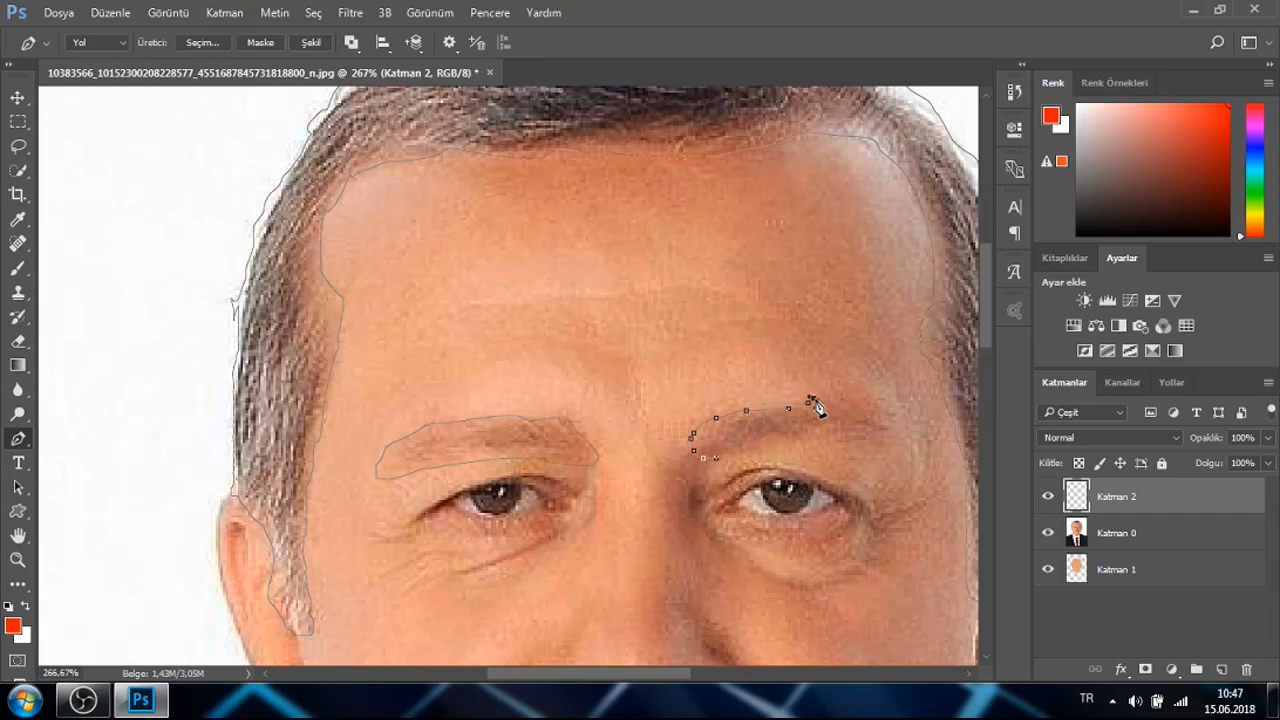 Ps Dosya Düzenle Görüntü Katman Metin Seç Filtre 3B Görünüm Pencere Yardım
Yol Üretici: Seçim... Maske Şekil
10383566_10152300208228577_4551687845731818800_n.jpg @ 267% (Katman 2, RGB/8) * ×
Renk Renk Örnekleri
Kitaplıklar Ayarlar
Ayar ekle
Katmanlar Kanallar Yollar
Çeşit
Normal Opaklık: 100%
Kilitle: Dolgu: 100%
Katman 2
Katman 0
Katman 1
266,67% Belge: 1,43M/3,05M
Ps TR 10:47
15.06.2018